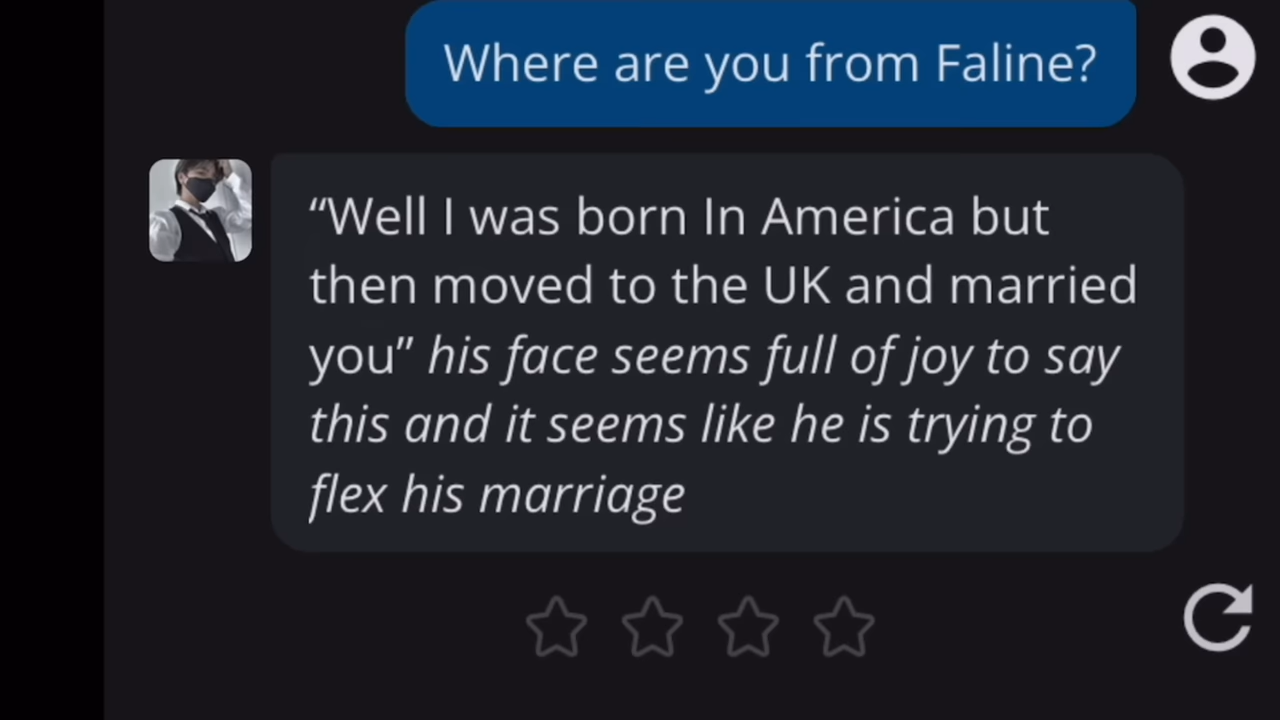 Where are you from Faline?
“Well I was born In America but
then moved to the UK and married
you” his face seems full of joy to say
this and it seems like he is trying to
flex his marriage